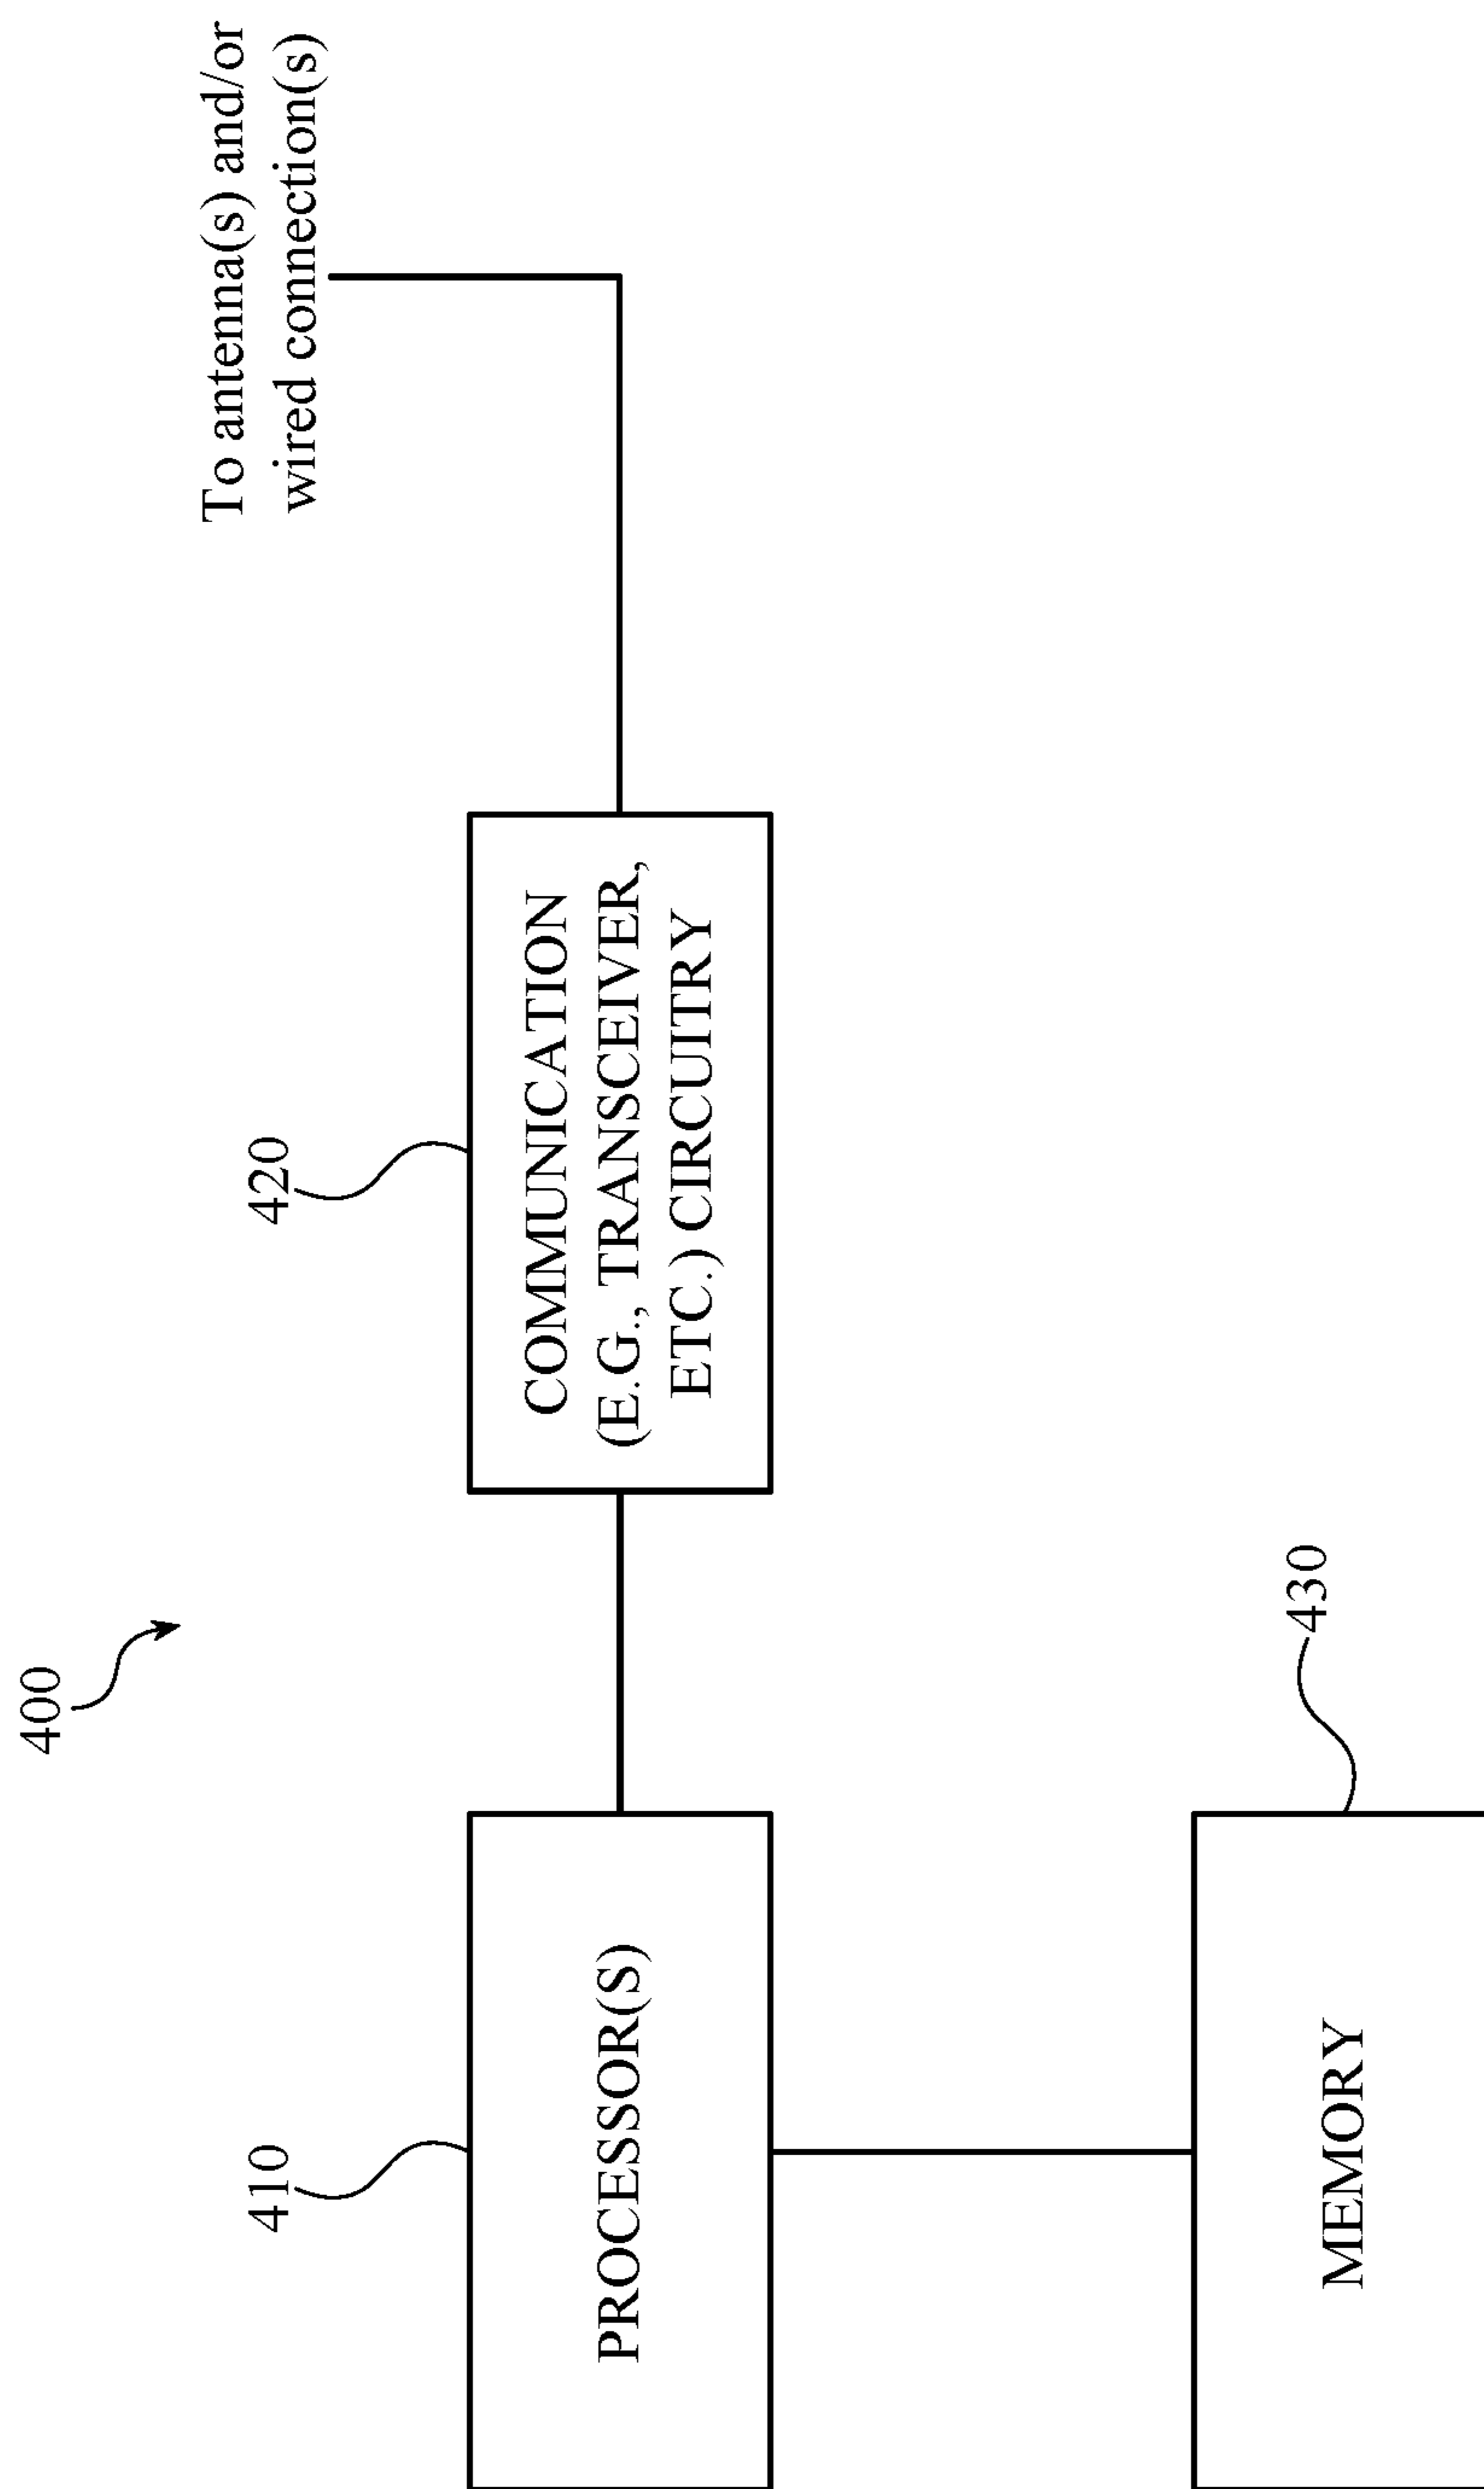 400
To antenna(s) and/or
wired connection(s)
410
420
PROCESSOR(S)
COMMUNICATION
(E.G., TRANSCEIVER,
ETC.) CIRCUITRY
430
MEMORY